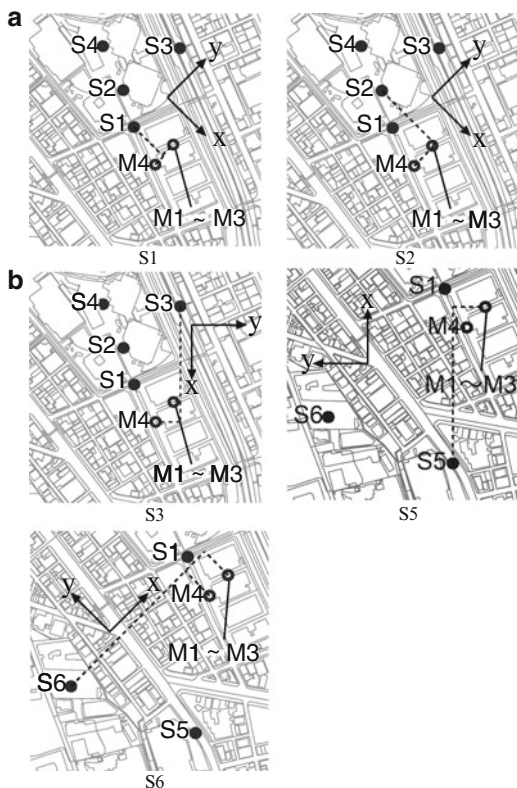 a
S4 S3 y
S2
S1
x
M4
M1 ~ M3
S1
S4 S3 y
S2
S1
x
M4
M1 ~ M3
S2
b
S4 S3
y
S2
x
S1
M4
M1 ~ M3
S3
S1
x
M4
y
M1~M3
S6
S5
S5
S1
y x
M4
M1 ~ M3
S6
S5
S6